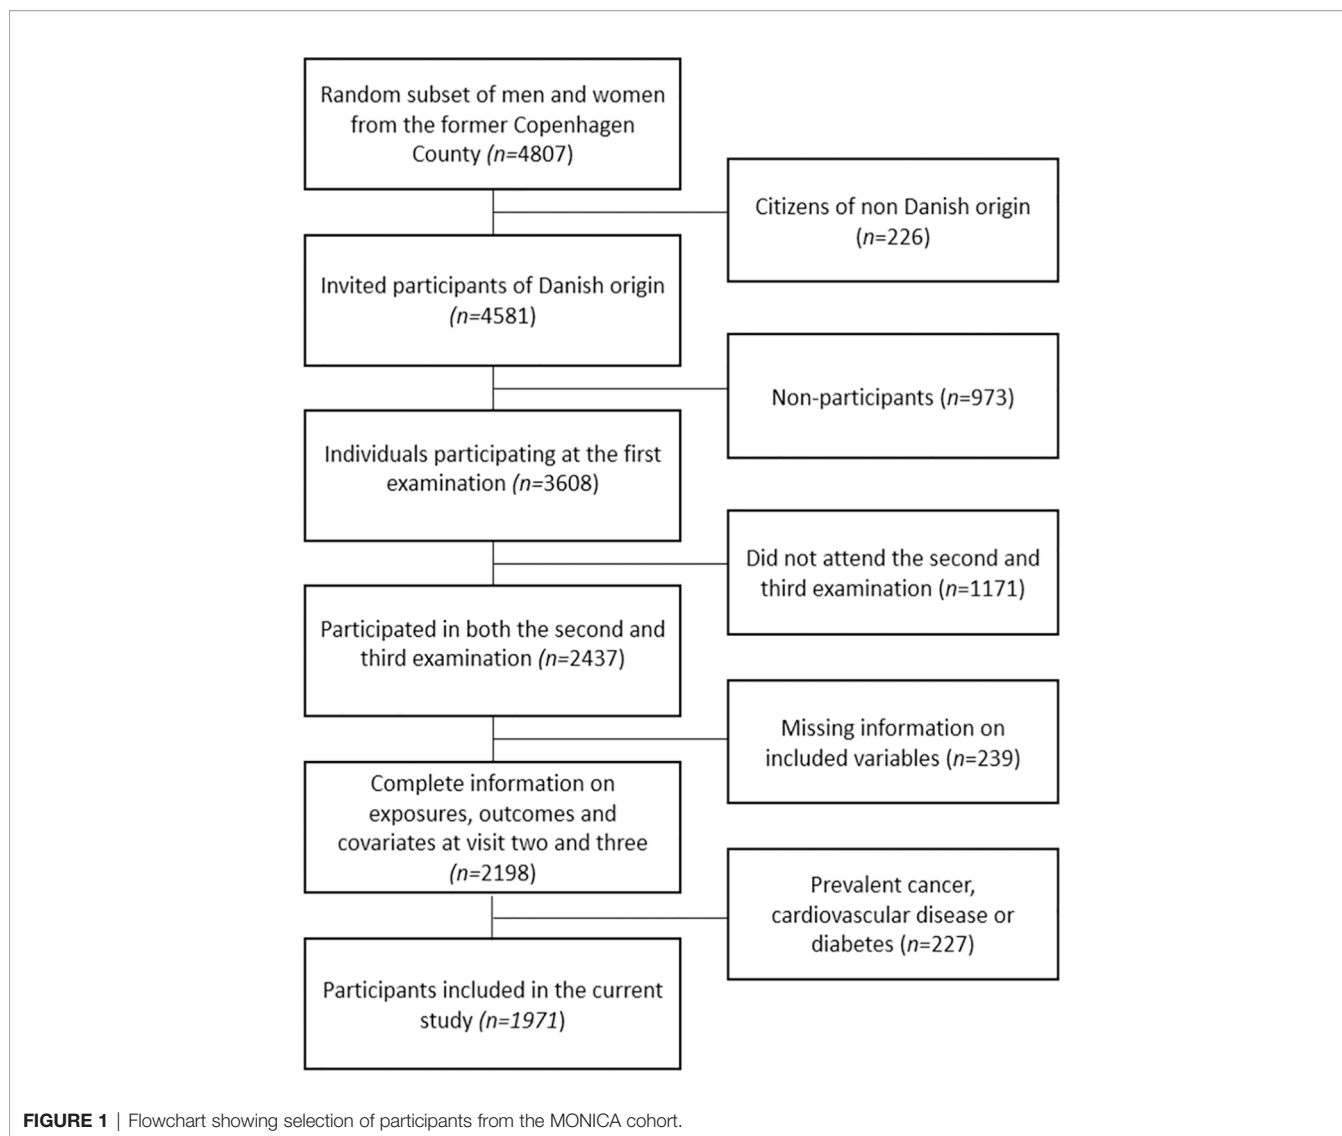 Random subset of men and women
from the former Copenhagen
County (n=4807)
Citizens of non Danish origin
(n=226)
Invited participants of Danish origin
(n=4581)
Non-participants (n=973)
Individuals participating at the first
examination (n=3608)
Did not attend the second and
third examination (n=1171)
Participated in both the second and
third examination (n=2437)
Missing information on
included variables (n=239)
Complete information on
exposures, outcomes and
covariates at visit two and three
(n=2198)
Prevalent cancer,
cardiovascular disease or
diabetes (n=227)
Participants included in the current
study (n=1971)
FIGURE 1 | Flowchart showing selection of participants from the MONICA cohort.